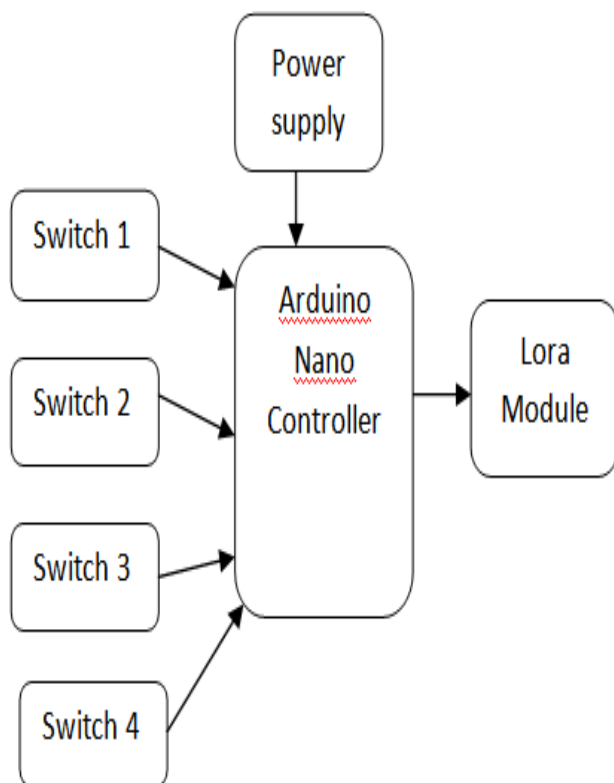 Power
supply
Switch 1
Arduino
Nano
Controller
Lora
Module
Switch 2
Switch 3
Switch 4